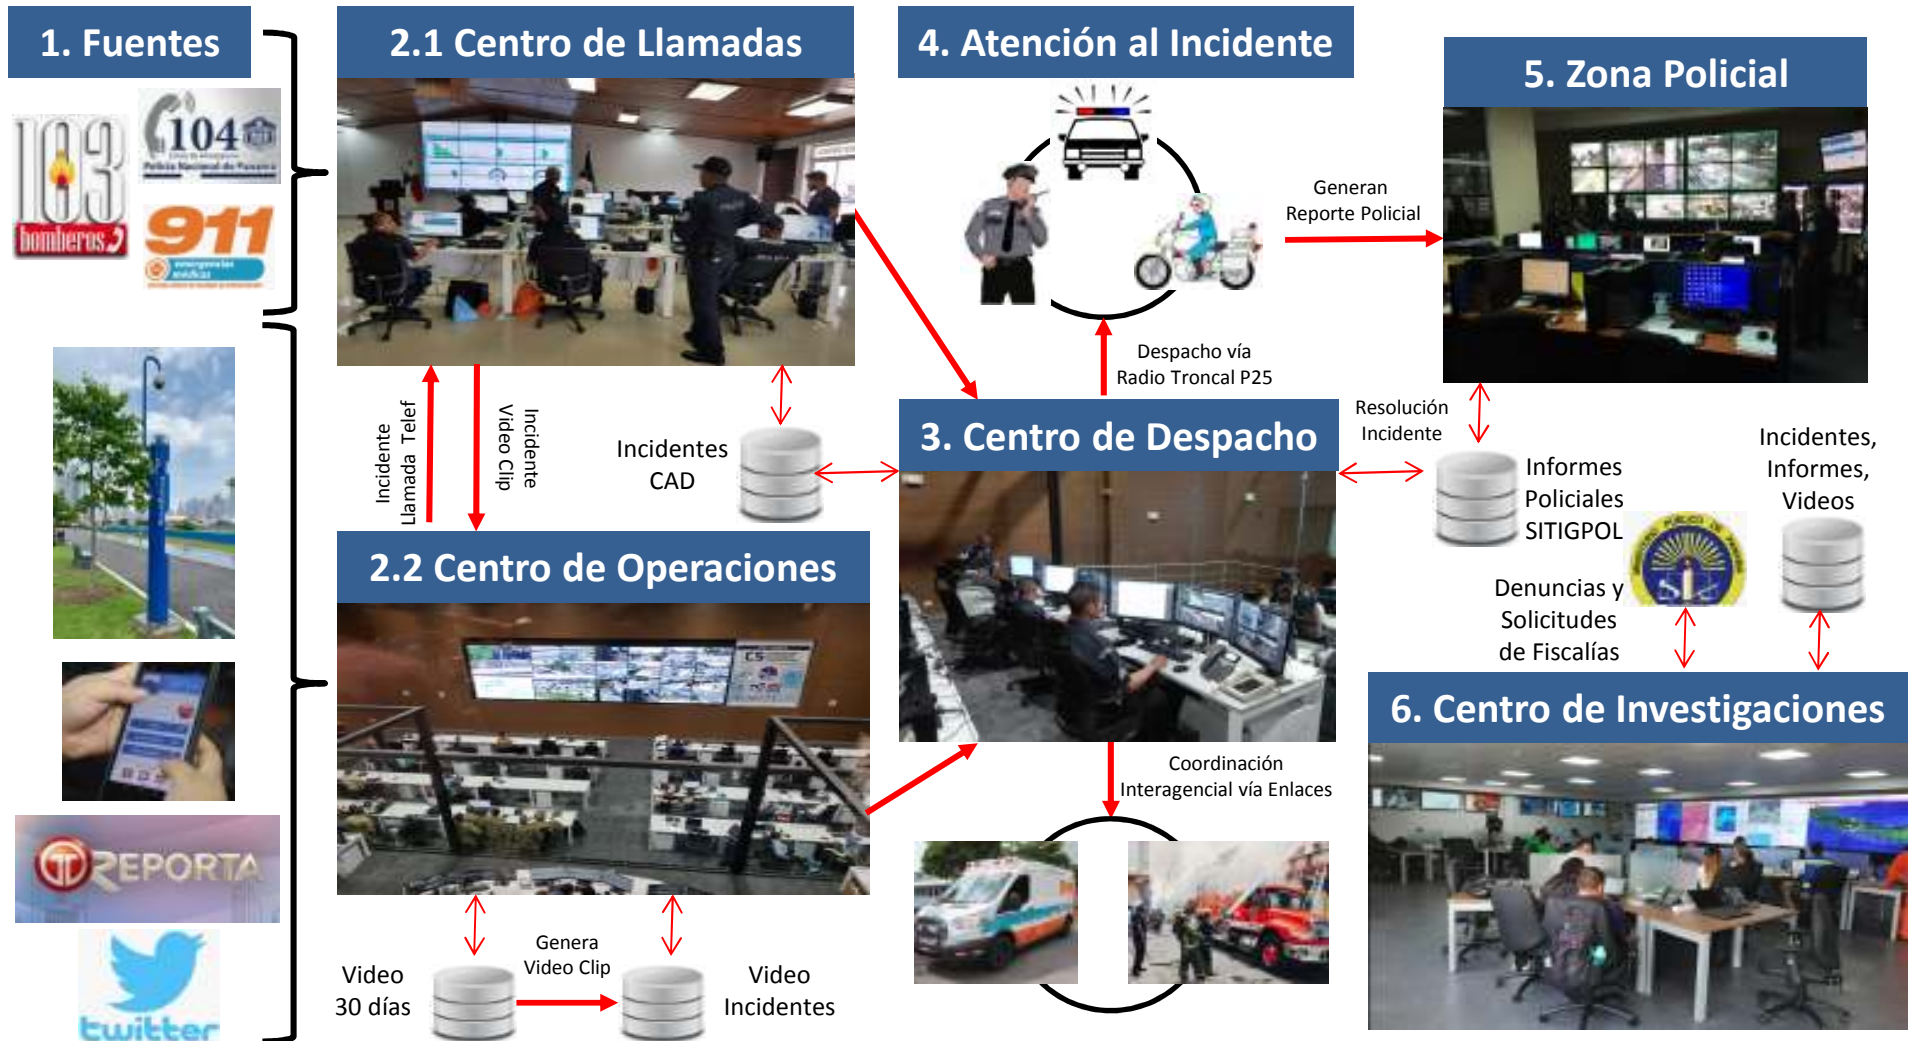 1. Fuentes
103
bomberos
104
Policía Nacional de Panamá
911
emergencias
médicas
TReporta
twitter
2.1 Centro de Llamadas
Incidente
Llamada Telef
Incidente
Video Clip
Incidentes
CAD
2.2 Centro de Operaciones
Video
30 días
Genera
Video Clip
Video
Incidentes
4. Atención al Incidente
Despacho vía
Radio Troncal P25
3. Centro de Despacho
Coordinación
Interagencial vía Enlaces
Generan
Reporte Policial
5. Zona Policial
Resolución
Incidente
Informes
Policiales
SITIGPOL
Incidentes,
Informes,
Videos
Denuncias y
Solicitudes
de Fiscalías
6. Centro de Investigaciones